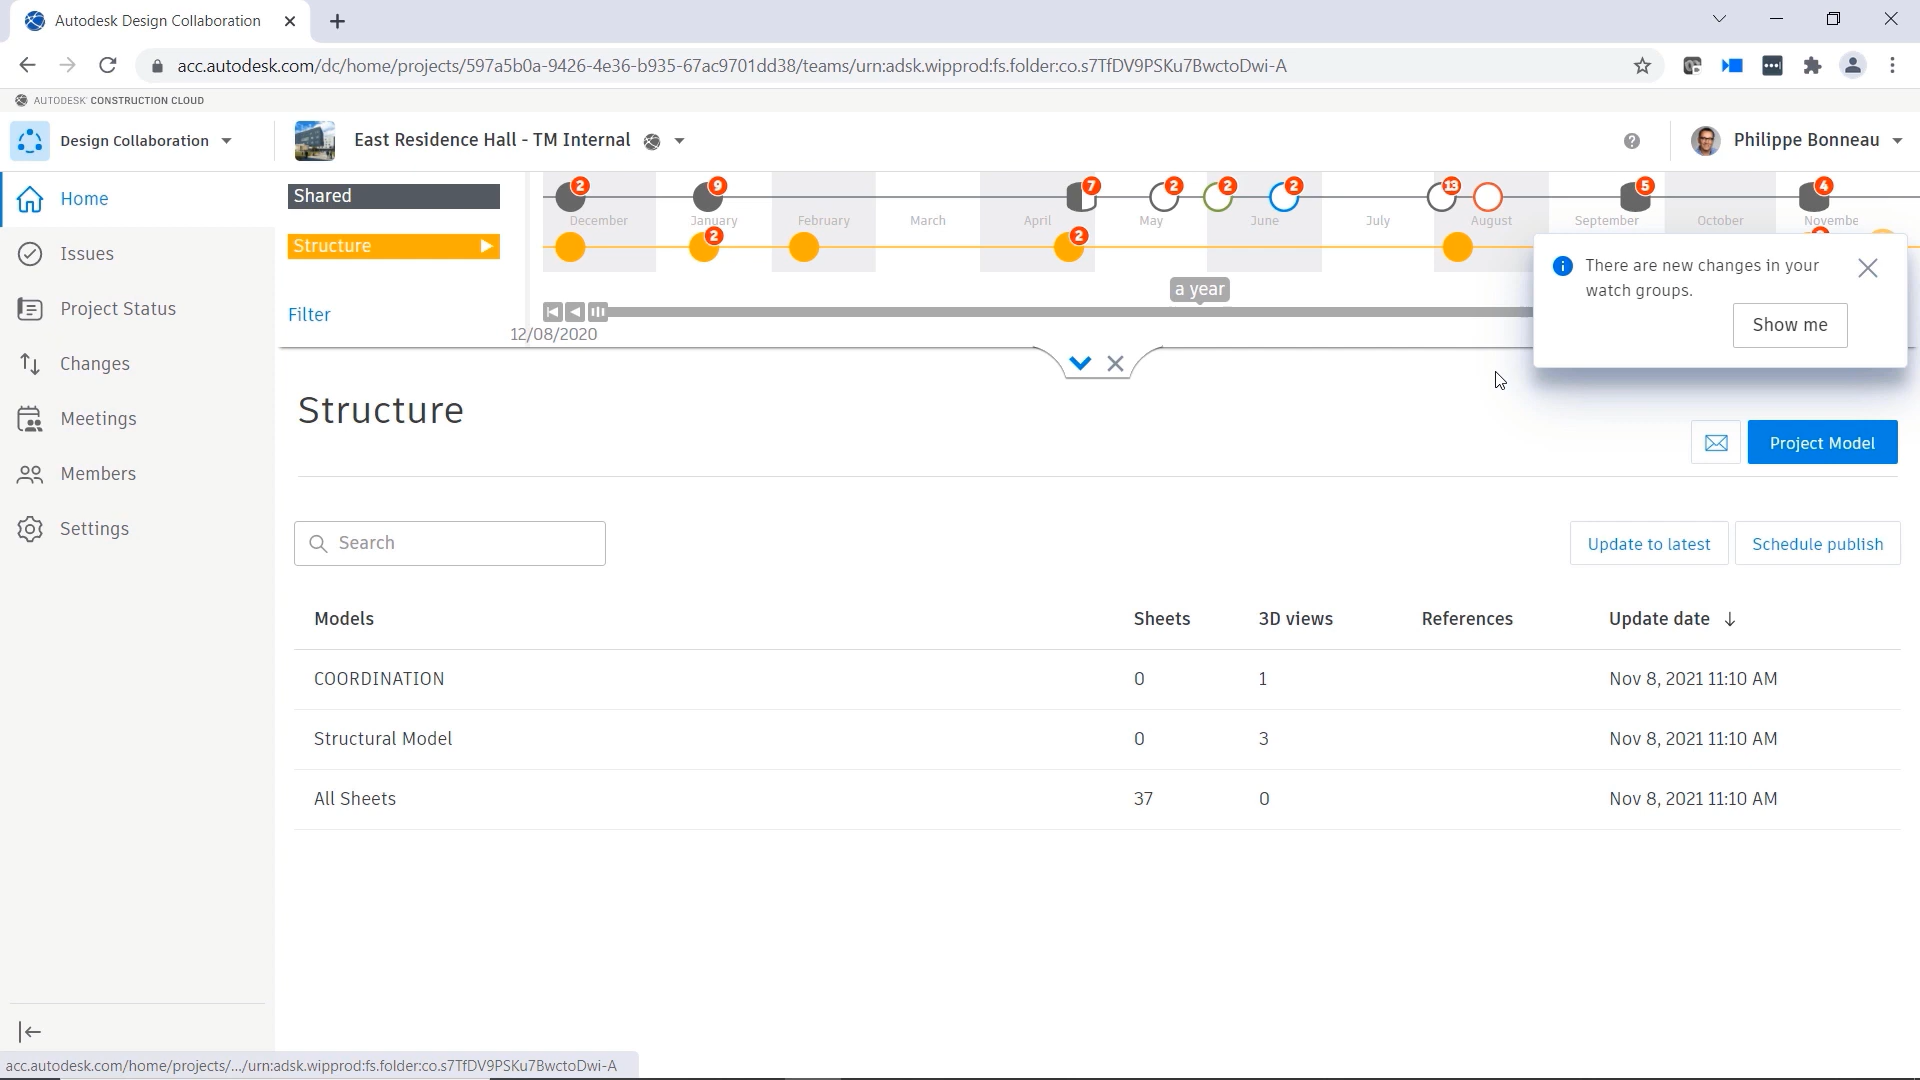 Autodesk Design Collaboration
acc.autodesk.com/dc/home/projects/597a5b0a-9426-4e36-b935-67ac9701dd38/teams/urn:adsk.wipprod:fs.folder:co.s7TfDV9PSKu7BwctoDwi-A
AUTODESK CONSTRUCTION CLOUD
Design Collaboration
East Residence Hall - TM Internal
Philippe Bonneau
Home
Issues
Project Status
Changes
Meetings
Members
Settings
Shared
2 9 7 2 2 2 13 5 4
December January February March April May June July August September October Novembe
Structure
2 2
Filter
a year
12/08/2020
There are new changes in your
watch groups.
Show me
Structure
Project Model
Search
Update to latest
Schedule publish
Models Sheets 3D views References Update date
COORDINATION 0 1 Nov 8, 2021 11:10 AM
Structural Model 0 3 Nov 8, 2021 11:10 AM
All Sheets 37 0 Nov 8, 2021 11:10 AM
acc.autodesk.com/home/projects/.../urn:adsk.wipprod:fs.folder:co.s7TfDV9PSKu7BwctoDwi-A